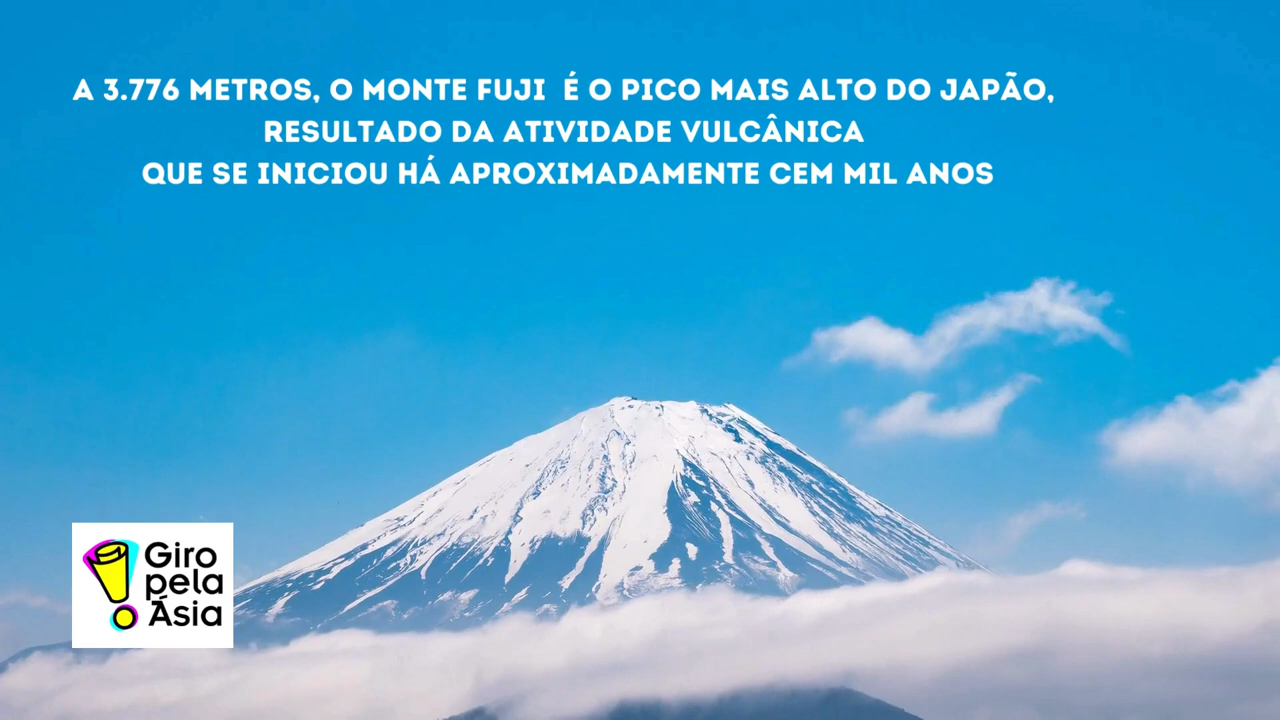 A 3.776 METROS, O MONTE FUJI É O PICO MAIS ALTO DO JAPÃO,
RESULTADO DA ATIVIDADE VULCÂNICA
QUE SE INICIOU HÁ APROXIMADAMENTE CEM MIL ANOS
Giro
pela
Ásia